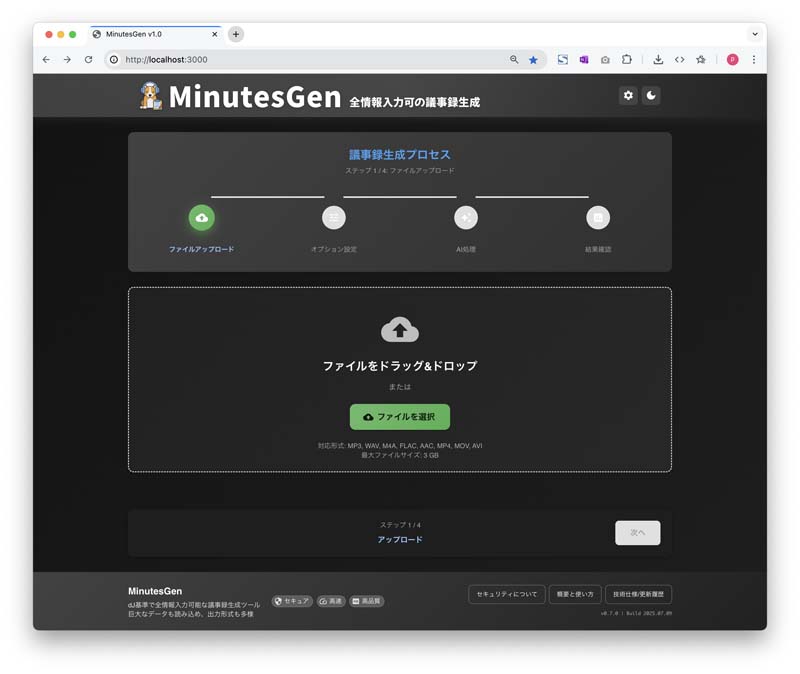 MinutesGen v1.0
http://localhost:3000
P
MinutesGen 全情報入力可の議事録生成
議事録生成プロセス
ステップ 1 / 4: ファイルアップロード
ファイルアップロード
オプション設定
AI処理
結果確認
ファイルをドラッグ&ドロップ
または
ファイルを選択
対応形式: MP3, WAV, M4A, FLAC, AAC, MP4, MOV, AVI
最大ファイルサイズ: 3 GB
ステップ 1 / 4
アップロード
次へ
MinutesGen
dJ基準で全情報入力可能な議事録生成ツール
巨大なデータも読み込め、出力形式も多様
セキュア
高速
高品質
セキュリティについて
概要と使い方
技術仕様/更新履歴
v0.7.0 | Build 2025.07.09